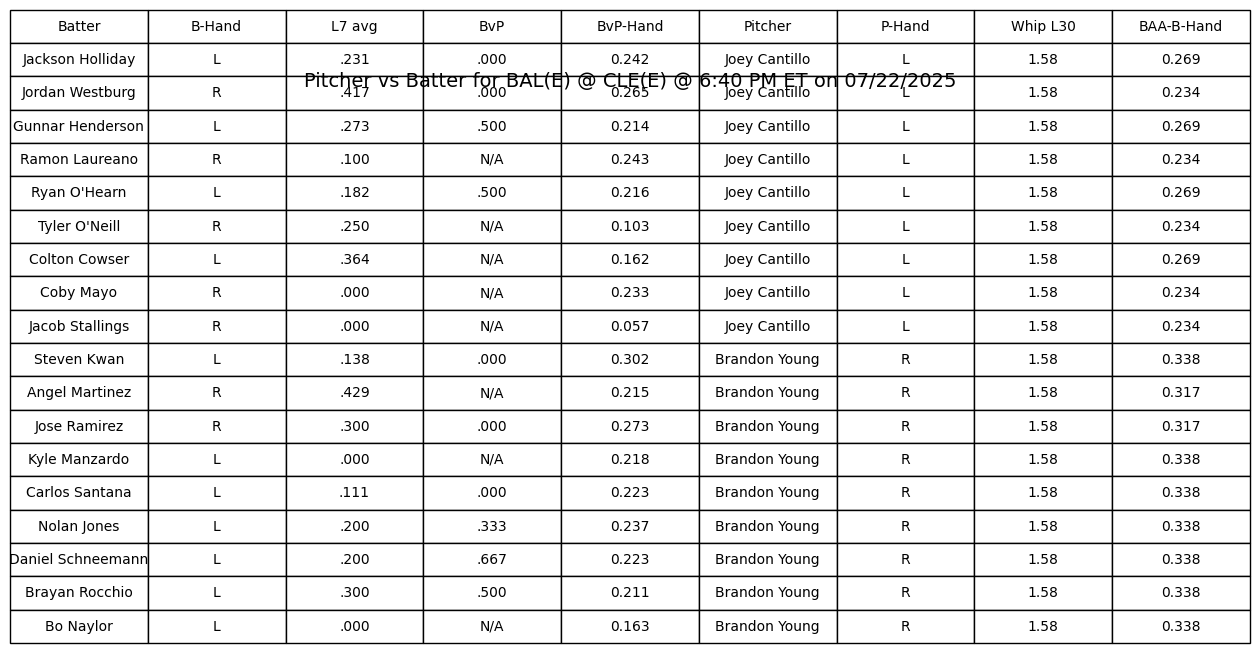 Batter B-Hand L7 avg BvP BvP-Hand Pitcher P-Hand Whip L30 BAA-B-Hand
Jackson Holliday L .231 .000 0.242 Joey Cantillo L 1.58 0.269
Pitcher vs Batter for BAL(E) @ CLE(E) @ 6:40 PM ET on 07/22/2025
Jordan Westburg R .417 .000 0.265 Joey Cantillo L 1.58 0.234
Gunnar Henderson L .273 .500 0.214 Joey Cantillo L 1.58 0.269
Ramon Laureano R .100 N/A 0.243 Joey Cantillo L 1.58 0.234
Ryan O'Hearn L .182 .500 0.216 Joey Cantillo L 1.58 0.269
Tyler O'Neill R .250 N/A 0.103 Joey Cantillo L 1.58 0.234
Colton Cowser L .364 N/A 0.162 Joey Cantillo L 1.58 0.269
Coby Mayo R .000 N/A 0.233 Joey Cantillo L 1.58 0.234
Jacob Stallings R .000 N/A 0.057 Joey Cantillo L 1.58 0.234
Steven Kwan L .138 .000 0.302 Brandon Young R 1.58 0.338
Angel Martinez R .429 N/A 0.215 Brandon Young R 1.58 0.317
Jose Ramirez R .300 .000 0.273 Brandon Young R 1.58 0.317
Kyle Manzardo L .000 N/A 0.218 Brandon Young R 1.58 0.338
Carlos Santana L .111 .000 0.223 Brandon Young R 1.58 0.338
Nolan Jones L .200 .333 0.237 Brandon Young R 1.58 0.338
Daniel Schneemann L .200 .667 0.223 Brandon Young R 1.58 0.338
Brayan Rocchio L .300 .500 0.211 Brandon Young R 1.58 0.338
Bo Naylor L .000 N/A 0.163 Brandon Young R 1.58 0.338